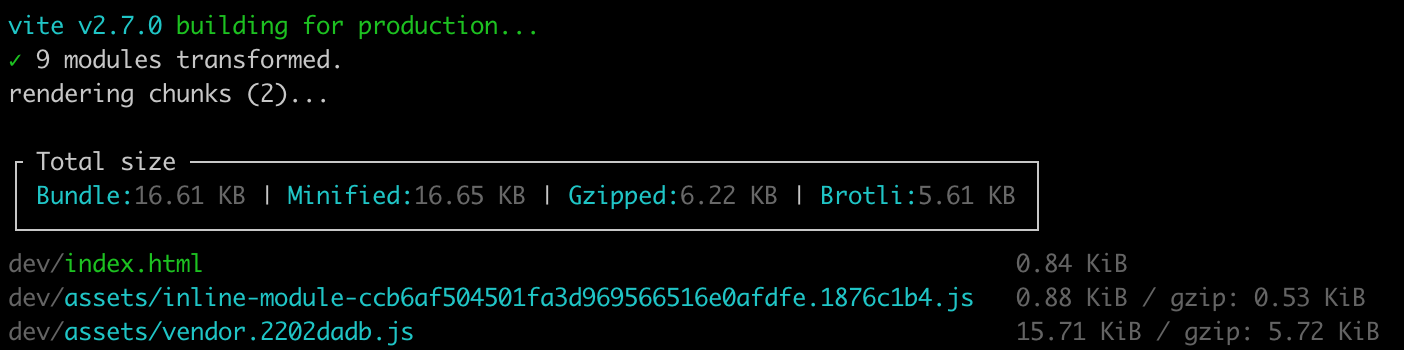 vite v2.7.0 building for production...
✓ 9 modules transformed.
rendering chunks (2)...
Total size
Bundle:16.61 KB | Minified:16.65 KB | Gzipped:6.22 KB | Brotli:5.61 KB
dev/index.html 0.84 KiB
dev/assets/inline-module-ccb6af504501fa3d969566516e0afdfe.1876c1b4.js 0.88 KiB / gzip: 0.53 KiB
dev/assets/vendor.2202dadb.js 15.71 KiB / gzip: 5.72 KiB